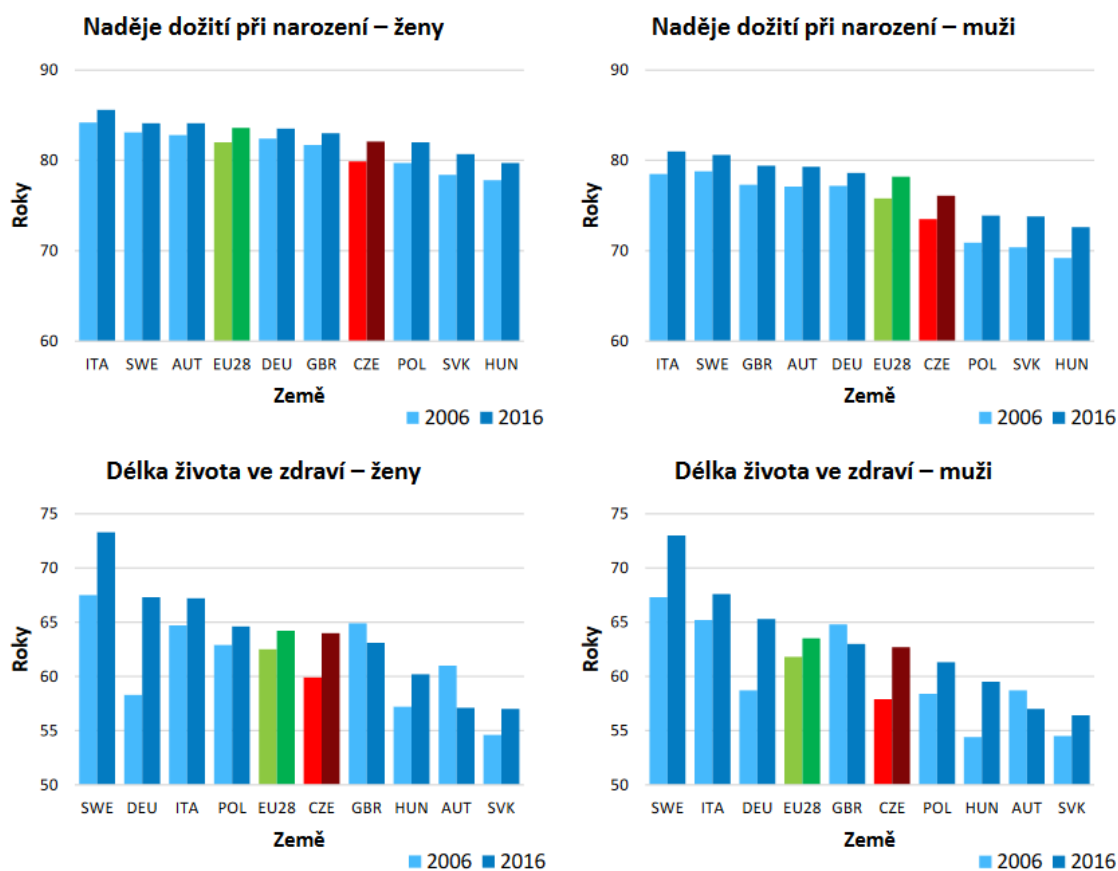 Naděje dožití při narození – ženy
90
80
70
60
Roky
ITA SWE AUT EU28 DEU GBR CZE POL SVK HUN
Země
2006 2016
Naděje dožití při narození – muži
90
80
70
60
Roky
ITA SWE GBR AUT DEU EU28 CZE POL SVK HUN
Země
2006 2016
Délka života ve zdraví – ženy
75
70
65
60
55
50
Roky
SWE DEU ITA POL EU28 CZE GBR HUN AUT SVK
Země
2006 2016
Délka života ve zdraví – muži
75
70
65
60
55
50
Roky
SWE ITA DEU EU28 GBR CZE POL HUN AUT SVK
Země
2006 2016